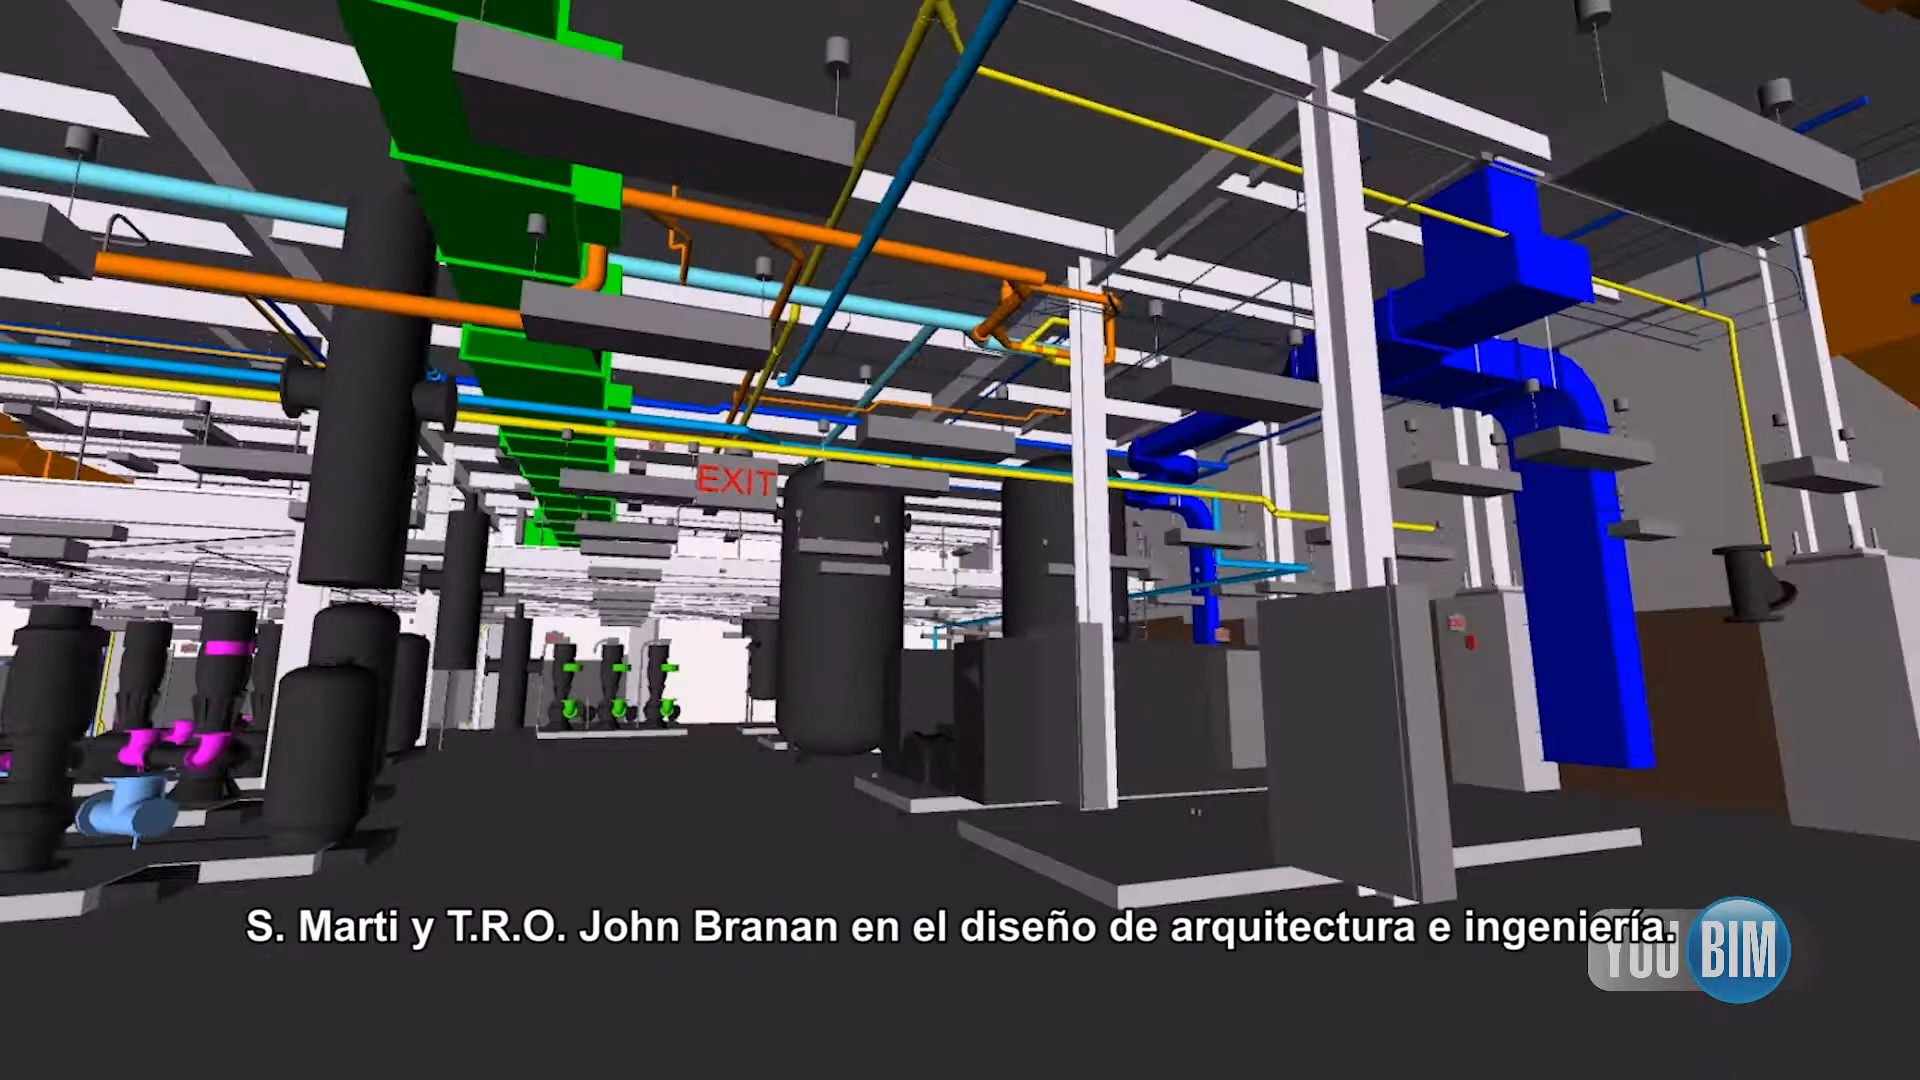 EXIT
S. Marti y T.R.O. John Branan en el diseño de arquitectura e ingeniería.
YOU BIM